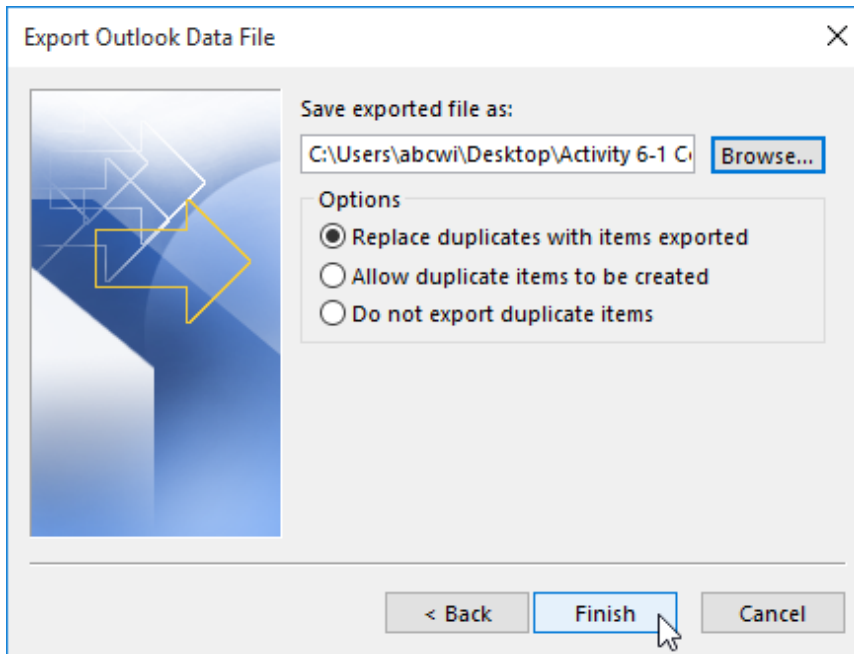 Export Outlook Data File
Save exported file as:
C:\Users\abcwi\Desktop\Activity 6-1 C
Browse...
Options
Replace duplicates with items exported
Allow duplicate items to be created
Do not export duplicate items
< Back
Finish
Cancel